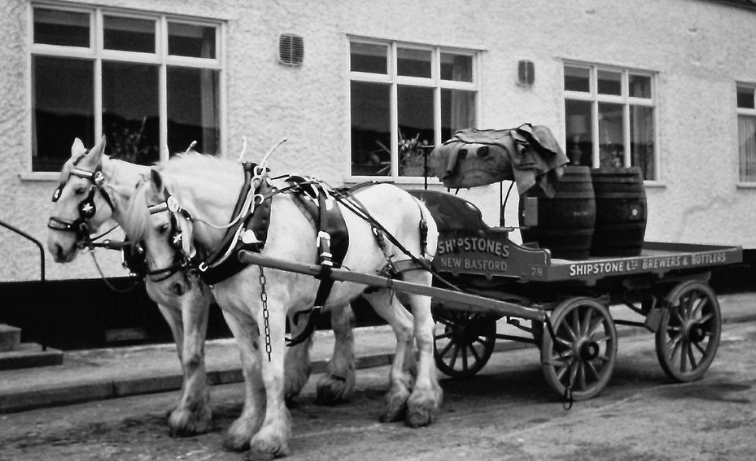 SHIPSTONES
NEW BASFORD 78
SHIPSTONE LTD BREWERS & BOTTLERS